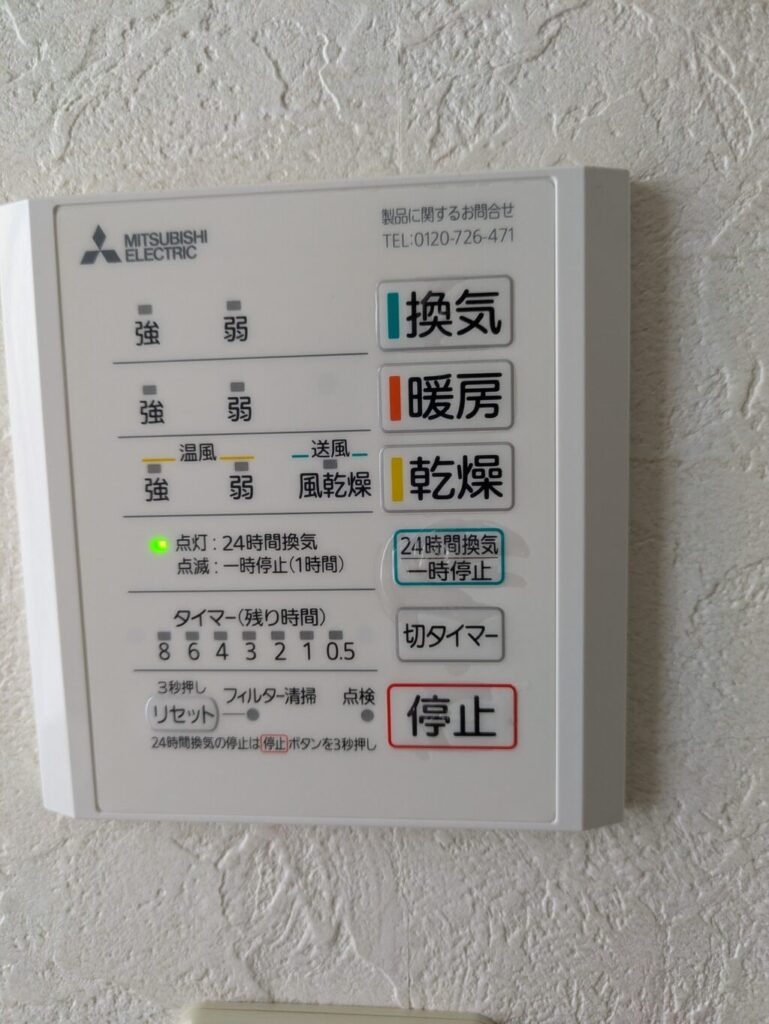 MITSUBISHI
ELECTRIC
製品に関するお問合せ
TEL:0120-726-471
強 弱 換気
強 弱 暖房
温風 送風
強 弱 風乾燥 乾燥
点灯:24時間換気
点滅:一時停止(1時間)
24時間換気
一時停止
タイマー(残り時間)
8 6 4 3 2 1 0.5
切タイマー
3秒押し
リセット フィルター清掃 点検
停止
24時間換気の停止は停止ボタンを3秒押し